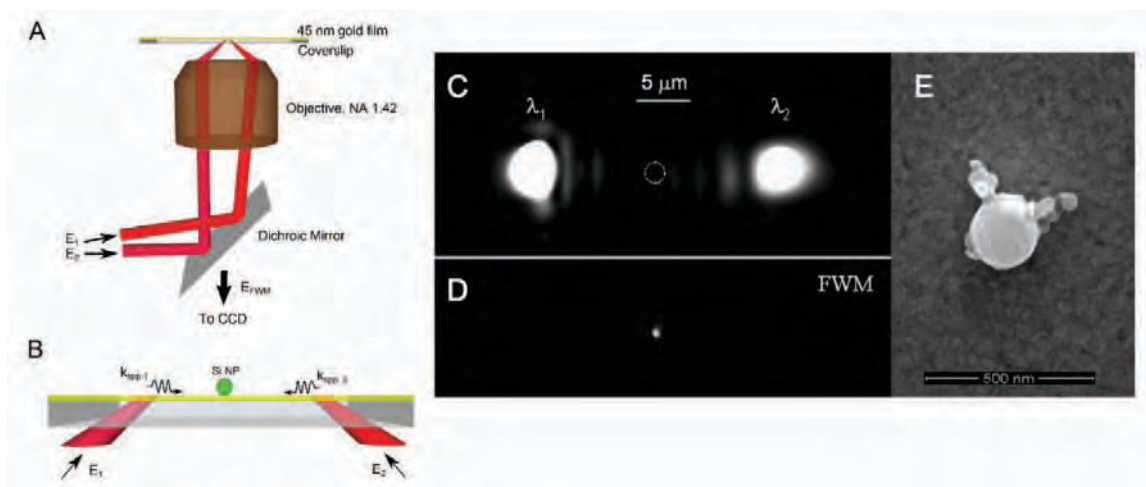 A
45 nm gold film
Coverslip
Objective, NA 1.42
E1
E2
Dichroic Mirror
EFWM
To CCD
B
kspp 1
Si NP
kspp 2
E1
E2
C
5 μm
λ1
λ2
D
FWM
E
500 nm